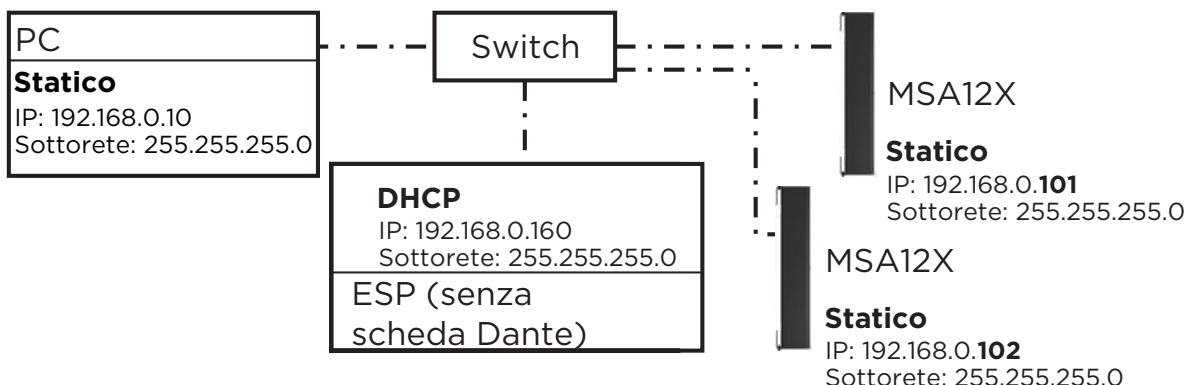 PC
Statico
IP: 192.168.0.10
Sottorete: 255.255.255.0
Switch
DHCP
IP: 192.168.0.160
Sottorete: 255.255.255.0
ESP (senza
scheda Dante)
MSA12X
Statico
IP: 192.168.0.101
Sottorete: 255.255.255.0
MSA12X
Statico
IP: 192.168.0.102
Sottorete: 255.255.255.0